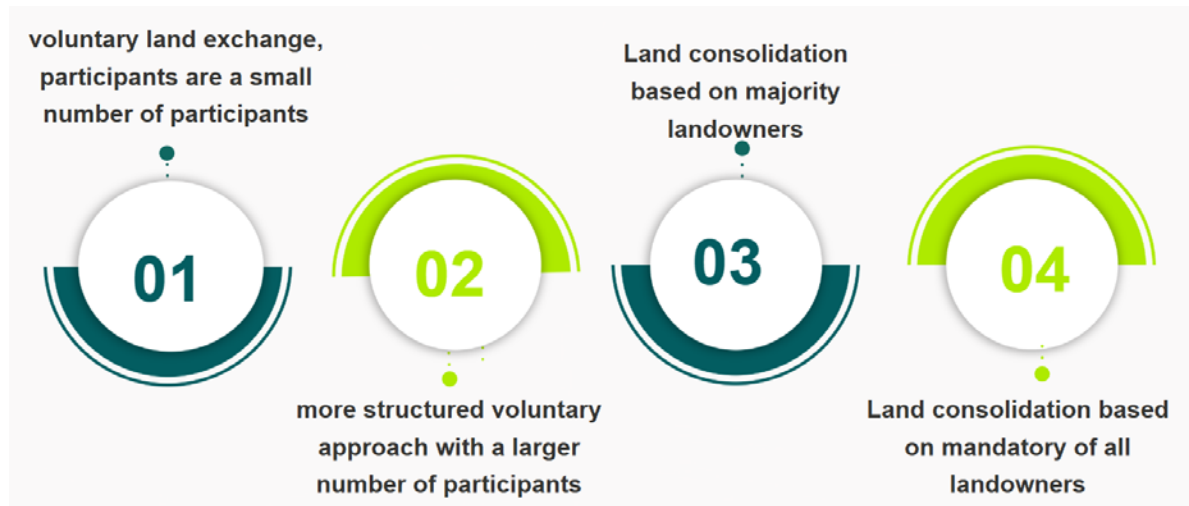 voluntary land exchange,
participants are a small
number of participants
01
02
more structured voluntary
approach with a larger
number of participants
Land consolidation
based on majority
landowners
03
04
Land consolidation based
on mandatory of all
landowners